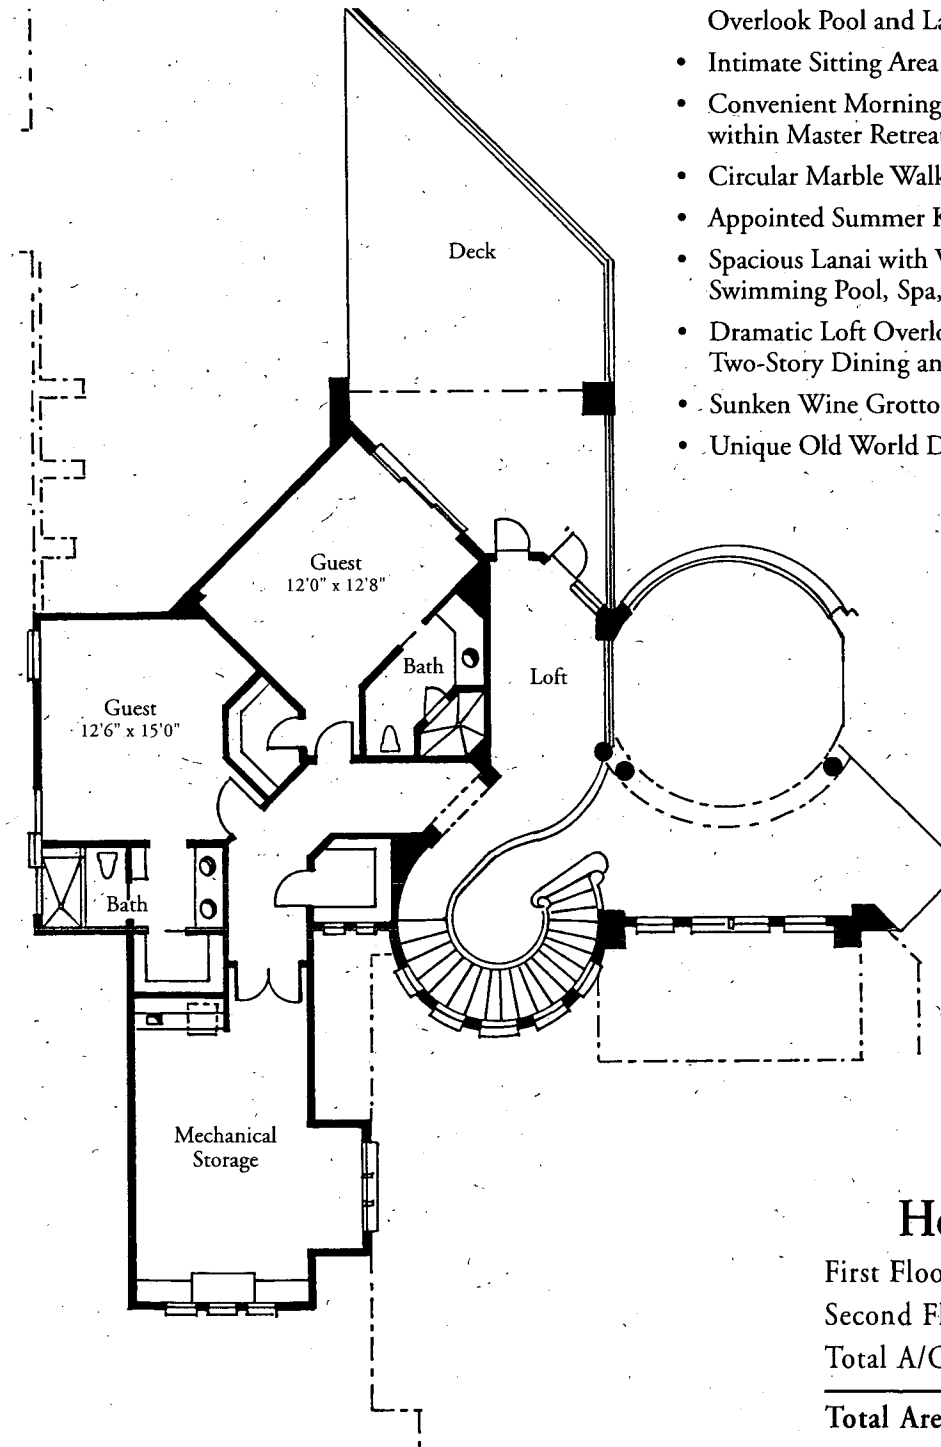 Overlook Pool and La
• Intimate Sitting Area
• Convenient Morning
within Master Retrea
• Circular Marble Walk
• Appointed Summer K
• Spacious Lanai with V
Swimming Pool, Spa,
• Dramatic Loft Overlo
Two-Story Dining an
• Sunken Wine Grotto
• Unique Old World D
Deck
Guest
12'0" x 12'8"
Bath
Loft
Guest
12'6" x 15'0"
Bath
Mechanical
Storage
Ho
First Floo
Second Fl
Total A/C
Total Are